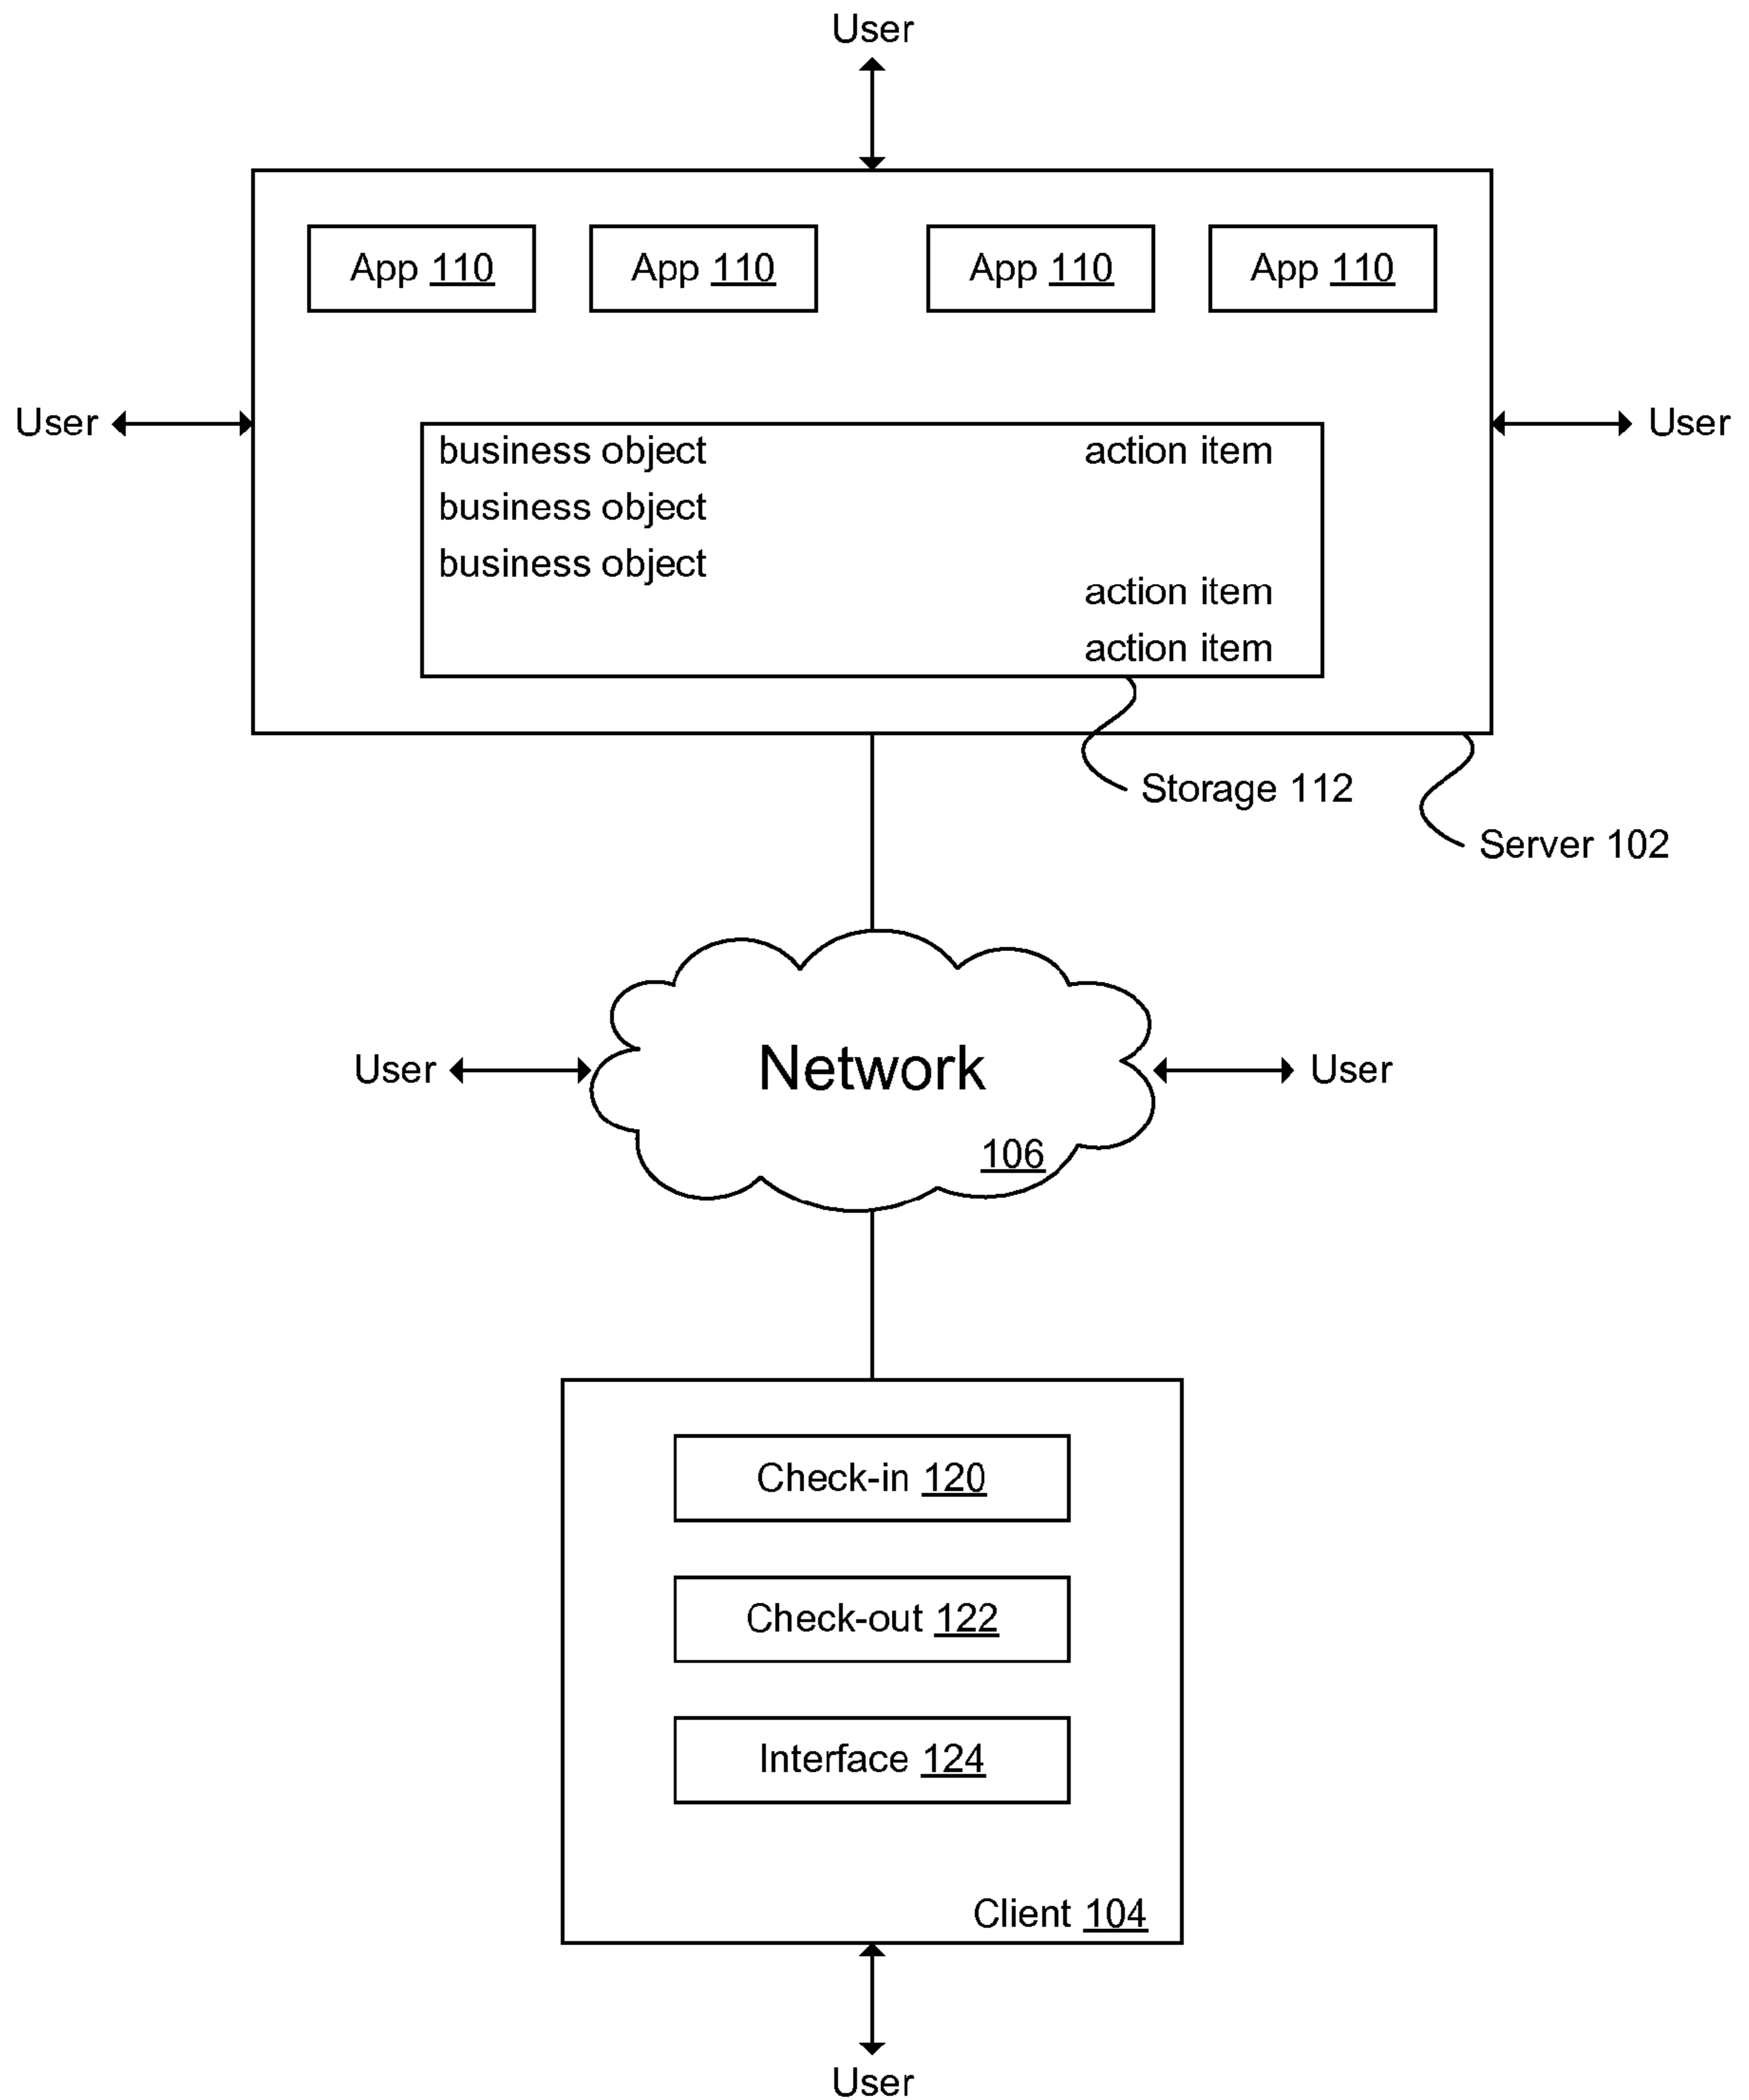 User
App 110 App 110 App 110 App 110
User
User
business object action item
business object
business object
action item
action item
Storage 112
Server 102
User Network User
106
Check-in 120
Check-out 122
Interface 124
Client 104
User